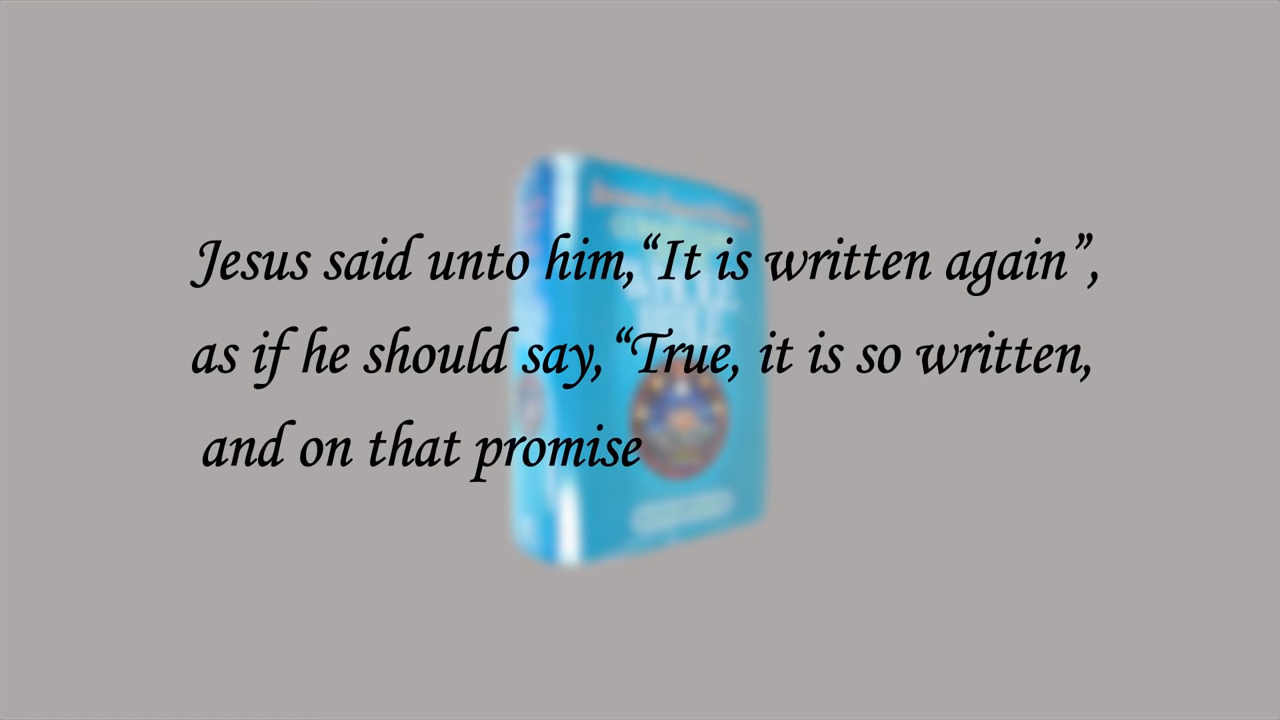 Jesus said unto him,“It is written again”,
as if he should say, “True, it is so written,
and on that promise